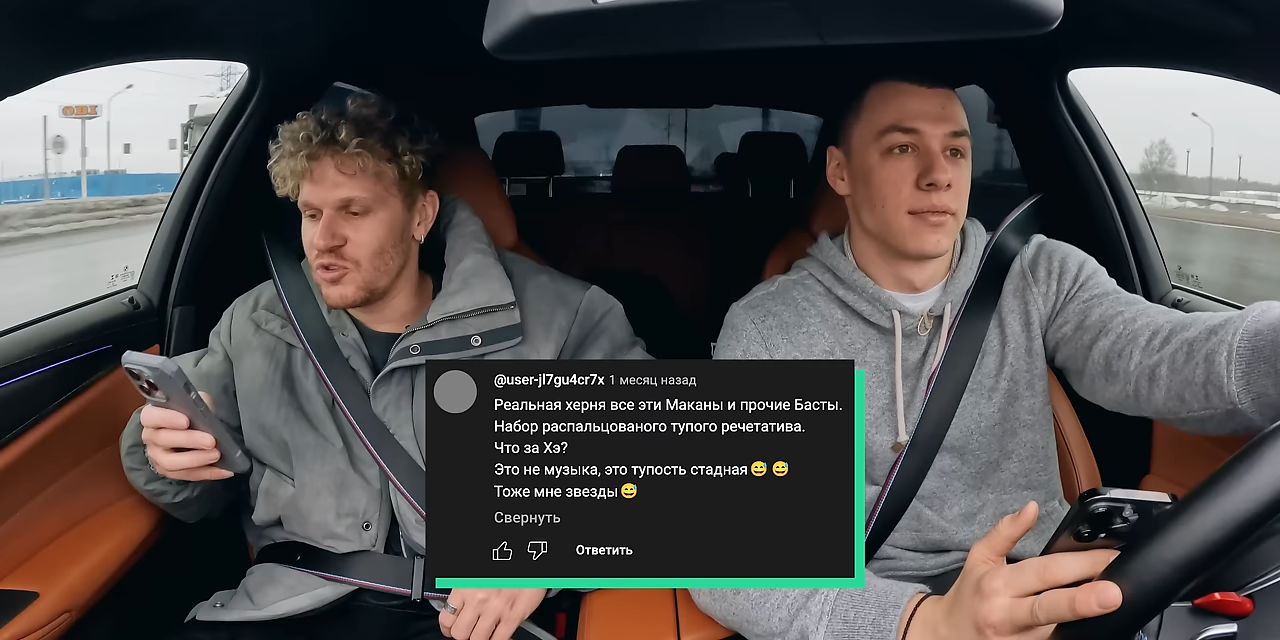 OBI
@user-jl7gu4cr7x 1 месяц назад
Реальная херня все эти Маканы и прочие Басты.
Набор распальцованого тупого речетатива.
Что за Хэ?
Это не музыка, это тупость стадная😅 😅
Тоже мне звезды😅
Свернуть
Ответить